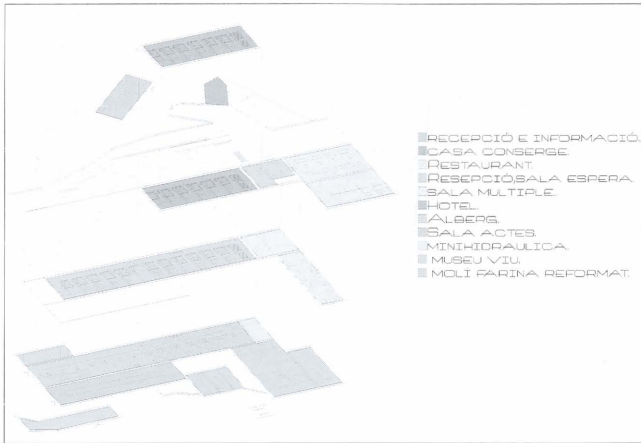 RECEPCIÓ E INFORMACIÓ.
CASA CONSERGE.
RESTAURANT.
RESEPCIÓ,SALA ESPERA.
SALA MULTIPLE.
HOTEL.
ALBERG.
SALA ACTES.
MINIHIDRAULICA.
MUSEU VIU.
MOLÍ FARINA REFORMAT.